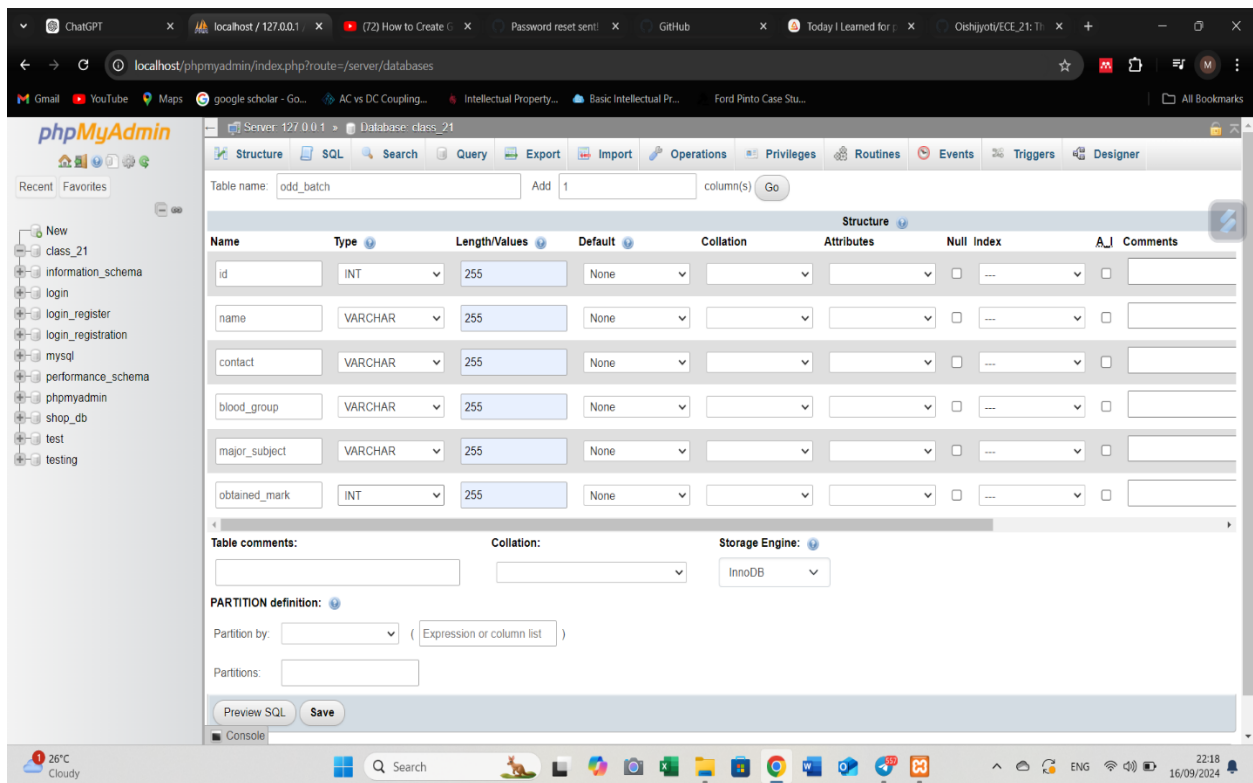 ChatGPT
localhost / 127.0.0.1 /
(72) How to Create G
Password reset sent!
GitHub
Today I Learned for p
Oishijyoti/ECE_21: Th
localhost/phpmyadmin/index.php?route=/server/databases
M
Gmail YouTube Maps google scholar - Go... AC vs DC Coupling... Intellectual Property... Basic Intellectual Pr... Ford Pinto Case Stu... All Bookmarks
phpMyAdmin
Recent Favorites
New
class_21
information_schema
login
login_register
login_registration
mysql
performance_schema
phpmyadmin
shop_db
test
testing
Server: 127.0.0.1 » Database: class_21
Structure SQL Search Query Export Import Operations Privileges Routines Events Triggers Designer
Table name: odd_batch Add 1 column(s) Go
Structure
Name Type Length/Values Default Collation Attributes Null Index A_I Comments
id INT 255 None ---
name VARCHAR 255 None ---
contact VARCHAR 255 None ---
blood_group VARCHAR 255 None ---
major_subject VARCHAR 255 None ---
obtained_mark INT 255 None ---
Table comments: Collation: Storage Engine:
InnoDB
PARTITION definition:
Partition by: ( Expression or column list )
Partitions:
Preview SQL Save
Console
1 26°C
Cloudy
Search
557
ENG
22:18
16/09/2024